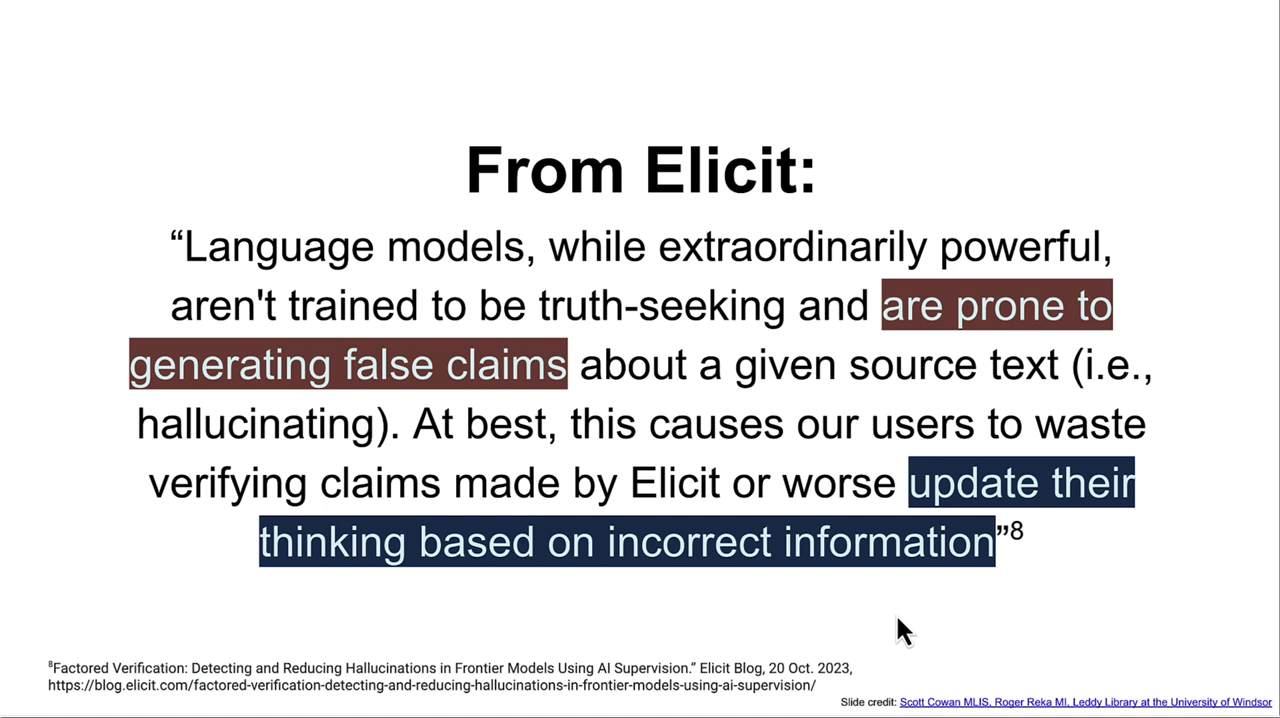 From Elicit:
“Language models, while extraordinarily powerful,
aren't trained to be truth-seeking and are prone to
generating false claims about a given source text (i.e.,
hallucinating). At best, this causes our users to waste
verifying claims made by Elicit or worse update their
thinking based on incorrect information”8
8Factored Verification: Detecting and Reducing Hallucinations in Frontier Models Using AI Supervision.” Elicit Blog, 20 Oct. 2023,
https://blog.elicit.com/factored-verification-detecting-and-reducing-hallucinations-in-frontier-models-using-ai-supervision/
Slide credit: Scott Cowan MLIS, Roger Reka MI, Leddy Library at the University of Windsor